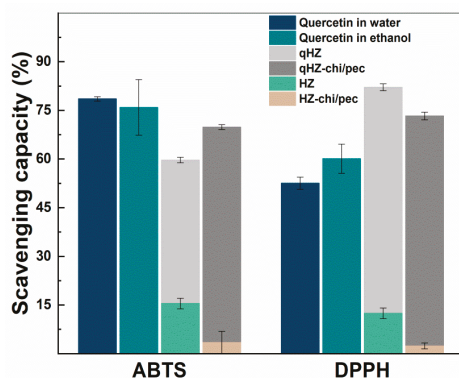 Scavenging capacity (%)
90
75
60
45
30
15
Quercetin in water
Quercetin in ethanol
qHZ
qHZ-chi/pec
HZ
HZ-chi/pec
ABTS
DPPH